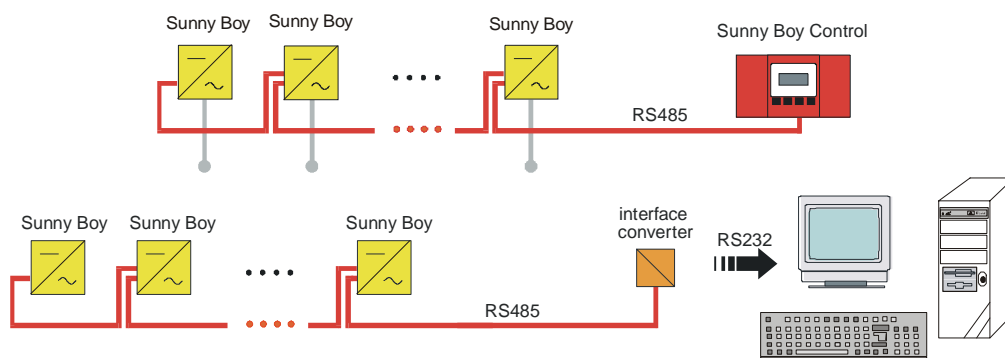 Sunny Boy
Sunny Boy
Sunny Boy
Sunny Boy Control
RS485
Sunny Boy
Sunny Boy
Sunny Boy
interface
converter
RS232
RS485